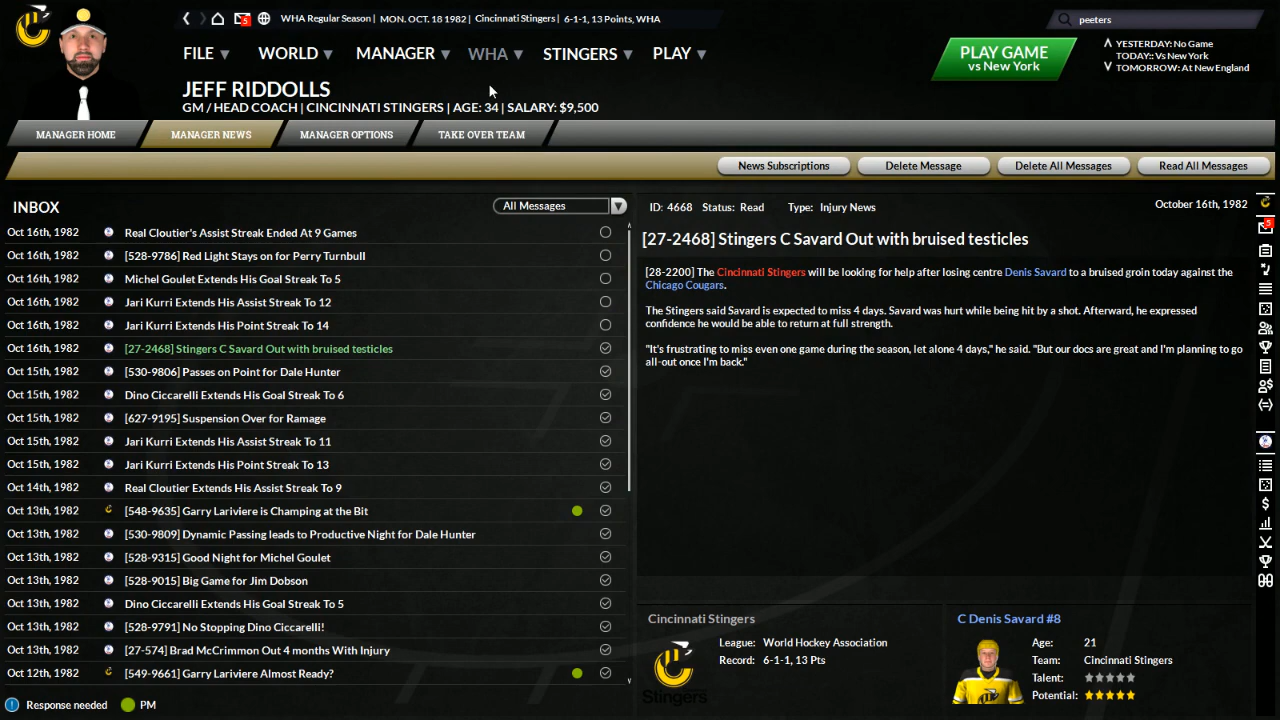 WHA Regular Season | MON. OCT. 18 1982 | Cincinnati Stingers | 6-1-1, 13 Points, WHA
5
peeters
FILE
WORLD
MANAGER
WHA
STINGERS
PLAY
PLAY GAME
vs New York
YESTERDAY: No Game
TODAY:: Vs New York
TOMORROW: At New England
JEFF RIDDOLLS
GM / HEAD COACH | CINCINNATI STINGERS | AGE: 34 | SALARY: $9,500
MANAGER HOME
MANAGER NEWS
MANAGER OPTIONS
TAKE OVER TEAM
News Subscriptions
Delete Message
Delete All Messages
Read All Messages
INBOX
All Messages
Oct 16th, 1982 Real Cloutier's Assist Streak Ended At 9 Games
Oct 16th, 1982 [528-9786] Red Light Stays on for Perry Turnbull
Oct 16th, 1982 Michel Goulet Extends His Goal Streak To 5
Oct 16th, 1982 Jari Kurri Extends His Assist Streak To 12
Oct 16th, 1982 Jari Kurri Extends His Point Streak To 14
Oct 16th, 1982 [27-2468] Stingers C Savard Out with bruised testicles
Oct 15th, 1982 [530-9806] Passes on Point for Dale Hunter
Oct 15th, 1982 Dino Ciccarelli Extends His Goal Streak To 6
Oct 15th, 1982 [627-9195] Suspension Over for Ramage
Oct 15th, 1982 Jari Kurri Extends His Assist Streak To 11
Oct 15th, 1982 Jari Kurri Extends His Point Streak To 13
Oct 14th, 1982 Real Cloutier Extends His Assist Streak To 9
Oct 13th, 1982 [548-9635] Garry Lariviere is Champing at the Bit
Oct 13th, 1982 [530-9809] Dynamic Passing leads to Productive Night for Dale Hunter
Oct 13th, 1982 [528-9315] Good Night for Michel Goulet
Oct 13th, 1982 [528-9015] Big Game for Jim Dobson
Oct 13th, 1982 Dino Ciccarelli Extends His Goal Streak To 5
Oct 13th, 1982 [528-9791] No Stopping Dino Ciccarelli!
Oct 13th, 1982 [27-574] Brad McCrimmon Out 4 months With Injury
Oct 12th, 1982 [549-9661] Garry Lariviere Almost Ready?
Response needed
PM
ID: 4668 Status: Read Type: Injury News
October 16th, 1982
[27-2468] Stingers C Savard Out with bruised testicles
[28-2200] The Cincinnati Stingers will be looking for help after losing centre Denis Savard to a bruised groin today against the
Chicago Cougars.
The Stingers said Savard is expected to miss 4 days. Savard was hurt while being hit by a shot. Afterward, he expressed
confidence he would be able to return at full strength.
"It's frustrating to miss even one game during the season, let alone 4 days," he said. "But our docs are great and I'm planning to go
all-out once I'm back."
Cincinnati Stingers
Stingers
League: World Hockey Association
Record: 6-1-1, 13 Pts
C Denis Savard #8
Age: 21
Team: Cincinnati Stingers
Talent:
Potential:
5